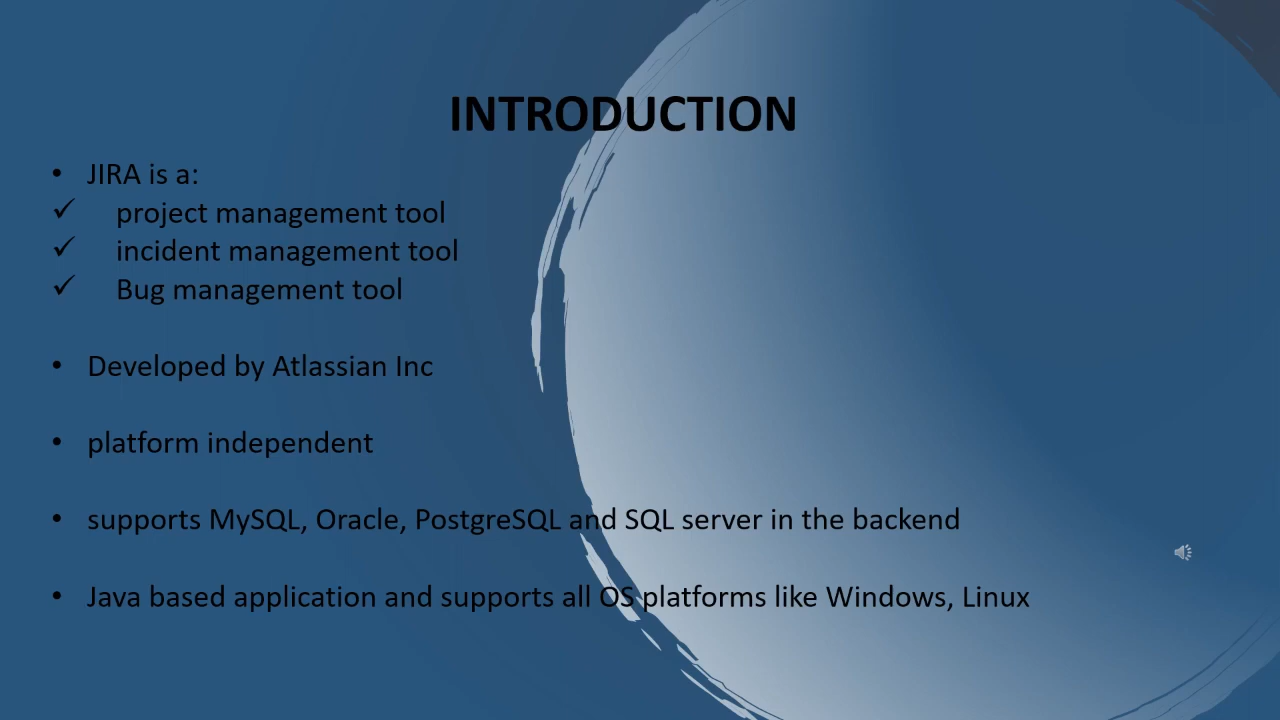 INTRODUCTION
• JIRA is a:
✓ project management tool
✓ incident management tool
✓ Bug management tool
• Developed by Atlassian Inc
• platform independent
• supports MySQL, Oracle, PostgreSQL and SQL server in the backend
• Java based application and supports all OS platforms like Windows, Linux